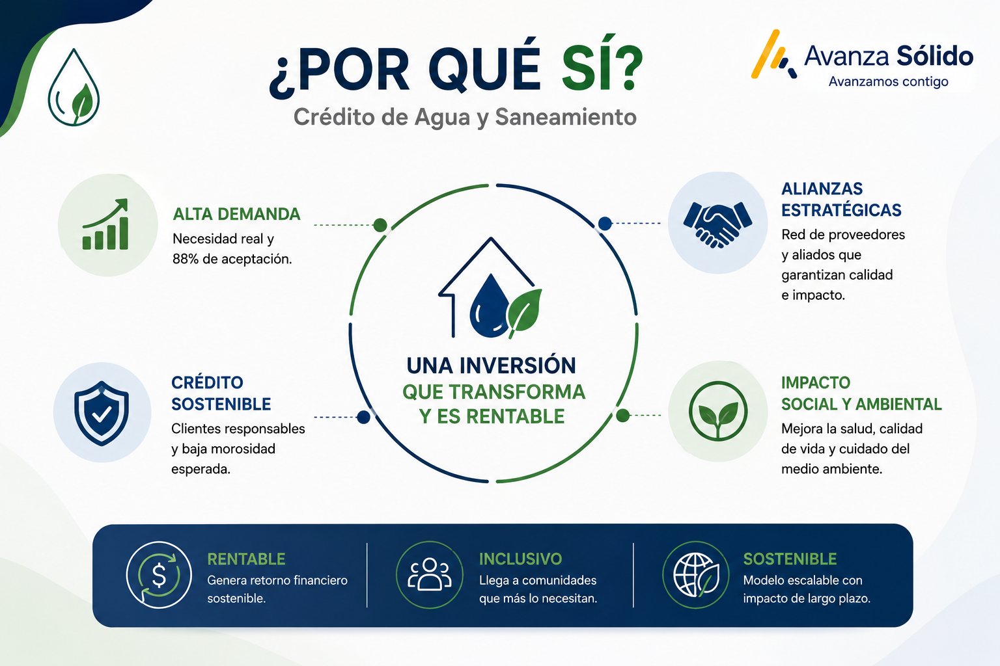 ¿POR QUÉ SÍ?
Crédito de Agua y Saneamiento
Avanza Sólido
Avanzamos contigo
ALTA DEMANDA
Necesidad real y
88% de aceptación.
ALIANZAS
ESTRATÉGICAS
Red de proveedores
y aliados que
garantizan calidad
e impacto.
UNA INVERSIÓN
QUE TRANSFORMA
Y ES RENTABLE
CRÉDITO
SOSTENIBLE
Clientes responsables
y baja morosidad
esperada.
IMPACTO
SOCIAL Y AMBIENTAL
Mejora la salud, calidad
de vida y cuidado del
medio ambiente.
$
RENTABLE
Genera retorno financiero
sostenible.
INCLUSIVO
Llega a comunidades
que más lo necesitan.
SOSTENIBLE
Modelo escalable con
impacto de largo plazo.